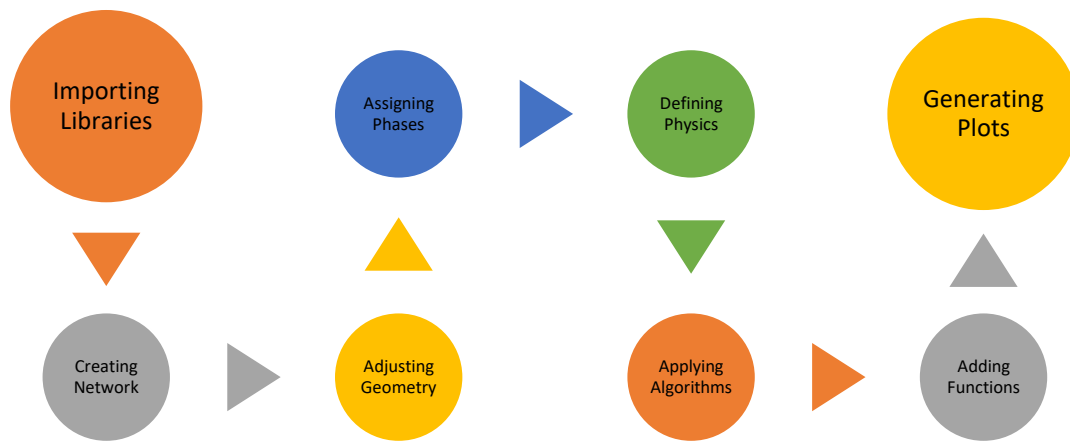 Importing
Libraries
Creating
Network
Adjusting
Geometry
Assigning
Phases
Defining
Physics
Applying
Algorithms
Adding
Functions
Generating
Plots